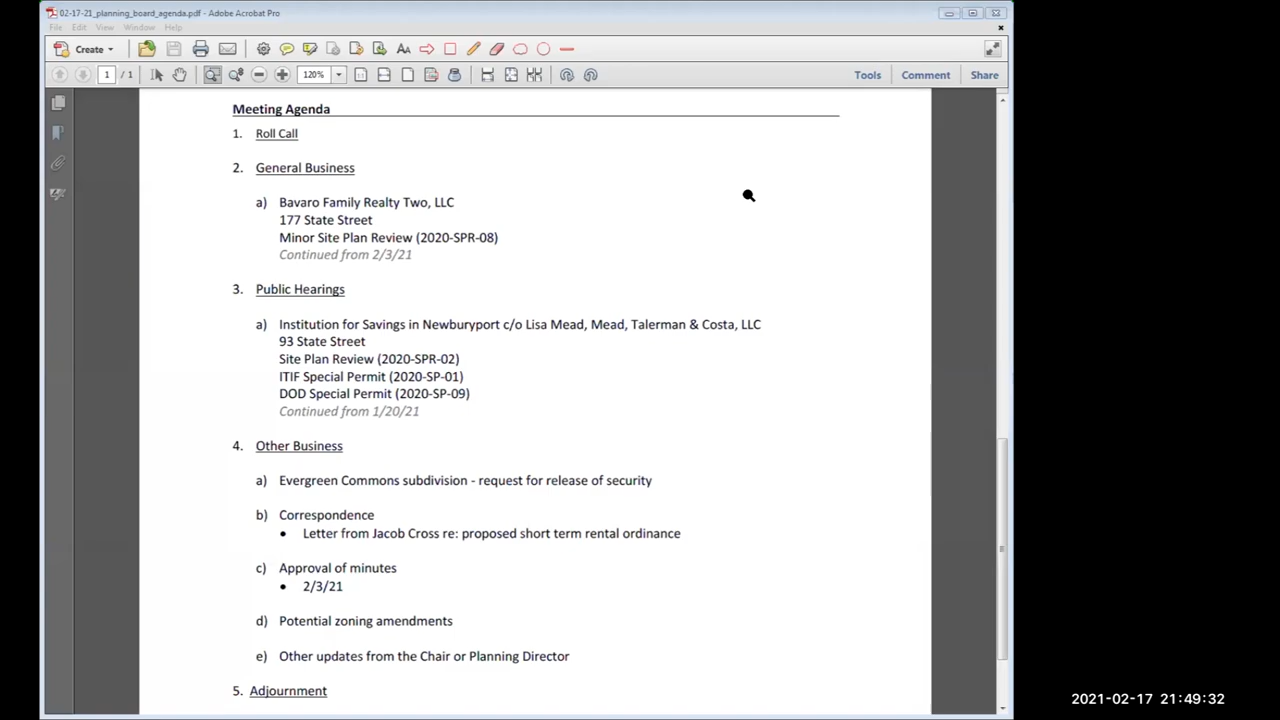 02-17-21_planning_board_agenda.pdf - Adobe Acrobat Pro
File Edit View Window Help
Create
1 / 1
120%
Tools Comment Share
Meeting Agenda
1. Roll Call
2. General Business
a) Bavaro Family Realty Two, LLC
177 State Street
Minor Site Plan Review (2020-SPR-08)
Continued from 2/3/21
3. Public Hearings
a) Institution for Savings in Newburyport c/o Lisa Mead, Mead, Talerman & Costa, LLC
93 State Street
Site Plan Review (2020-SPR-02)
ITIF Special Permit (2020-SP-01)
DOD Special Permit (2020-SP-09)
Continued from 1/20/21
4. Other Business
a) Evergreen Commons subdivision - request for release of security
b) Correspondence
• Letter from Jacob Cross re: proposed short term rental ordinance
c) Approval of minutes
• 2/3/21
d) Potential zoning amendments
e) Other updates from the Chair or Planning Director
5. Adjournment
2021-02-17 21:49:32